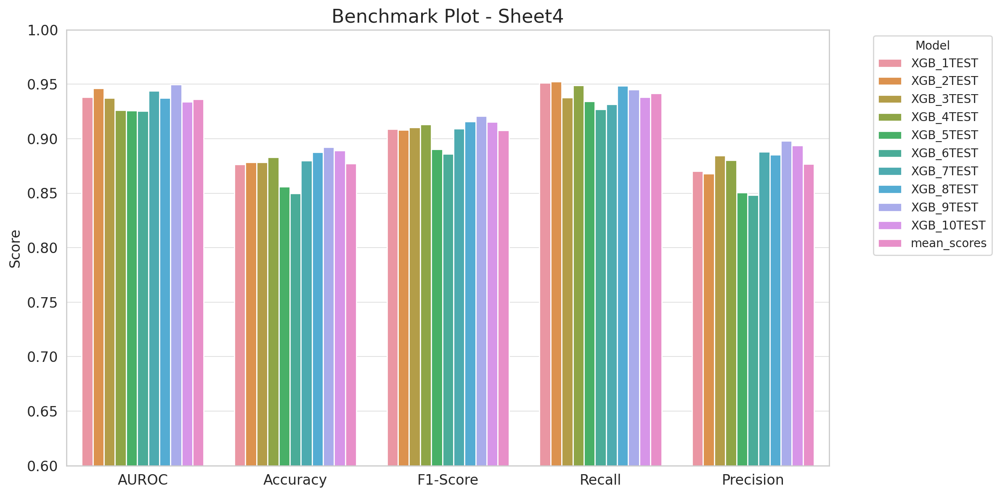 Benchmark Plot - Sheet4
Score
1.00
0.95
0.90
0.85
0.80
0.75
0.70
0.65
0.60
AUROC
Accuracy
F1-Score
Recall
Precision
Model
XGB_1TEST
XGB_2TEST
XGB_3TEST
XGB_4TEST
XGB_5TEST
XGB_6TEST
XGB_7TEST
XGB_8TEST
XGB_9TEST
XGB_10TEST
mean_scores